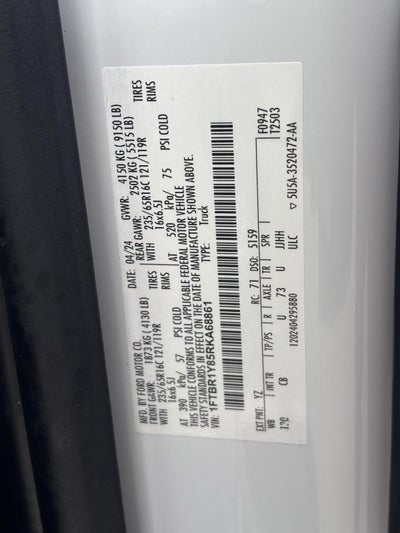 MFD. BY FORD MOTOR CO.
DATE: 04/24 GVWR: 4150 KG ( 9150 LB)
FRONT GAWR: 1873 KG ( 4130 LB) REAR GAWR: 2502 KG ( 5515 LB)
WITH 235/65R16C 121/119R TIRES WITH 235/65R16C 121/119R TIRES
16x6.5J RIMS 16x6.5J RIMS
AT 390 kPa/ 57 PSI COLD AT 520 kPa/ 75 PSI COLD
THIS VEHICLE CONFORMS TO ALL APPLICABLE FEDERAL MOTOR VEHICLE
SAFETY STANDARDS IN EFFECT ON THE DATE OF MANUFACTURE SHOWN ABOVE.
VIN: 1FTBR1Y85RKA68861 TYPE: Truck
F0947
T2503
EXT PNT: YZ RC: 71 DSO: 5159
WB INT TR TP/PS R AXLE TR SPR
130 CB U 73 U JJHH
ULC
1202404295880 5U5A-3520472-AA